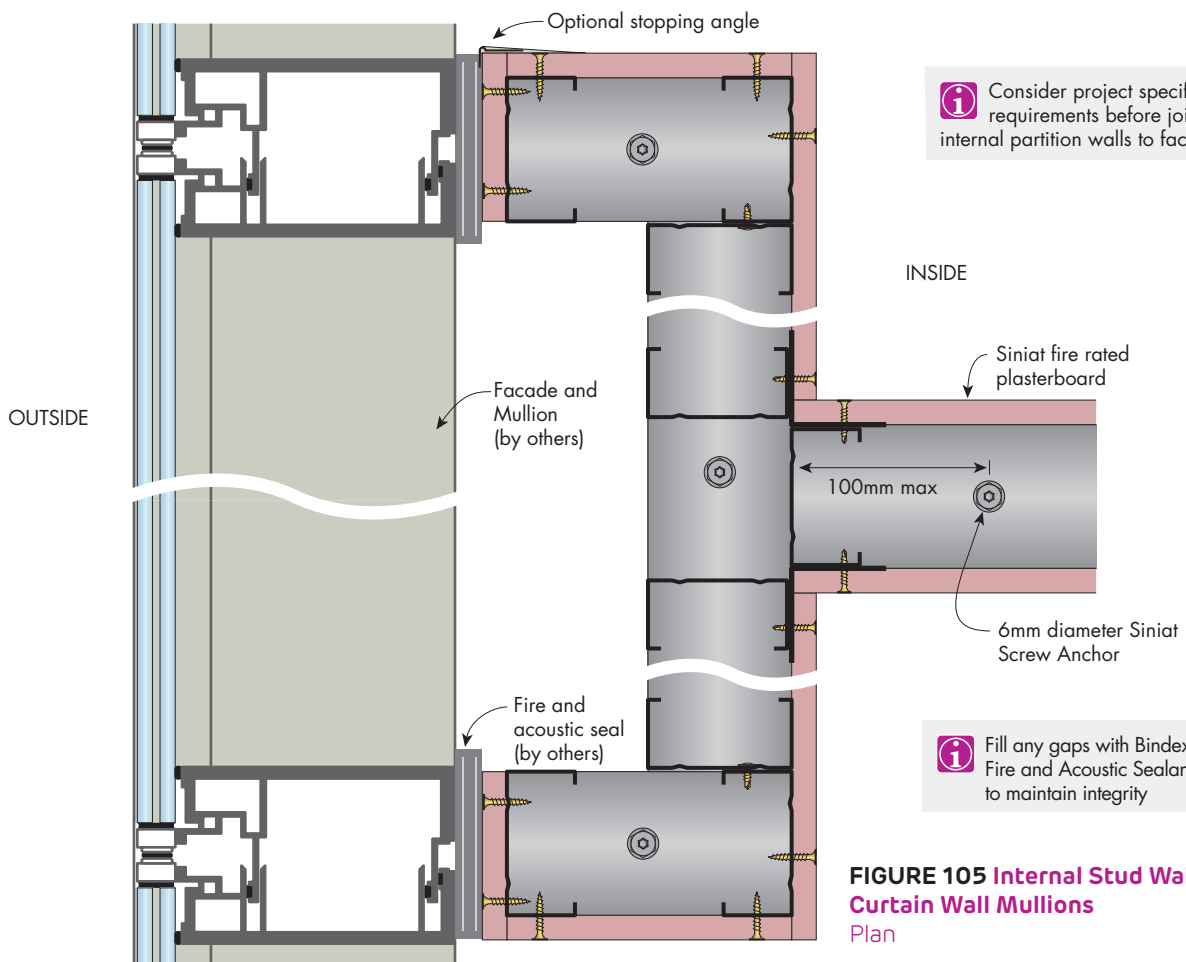 Optional stopping angle
Consider project specif
requirements before joi
internal partition walls to fac
INSIDE
Siniat fire rated
plasterboard
Facade and
Mullion
(by others)
OUTSIDE
100mm max
6mm diameter Siniat
Screw Anchor
Fire and
acoustic seal
(by others)
Fill any gaps with Bindex
Fire and Acoustic Sealan
to maintain integrity
FIGURE 105 Internal Stud Wal
Curtain Wall Mullions
Plan